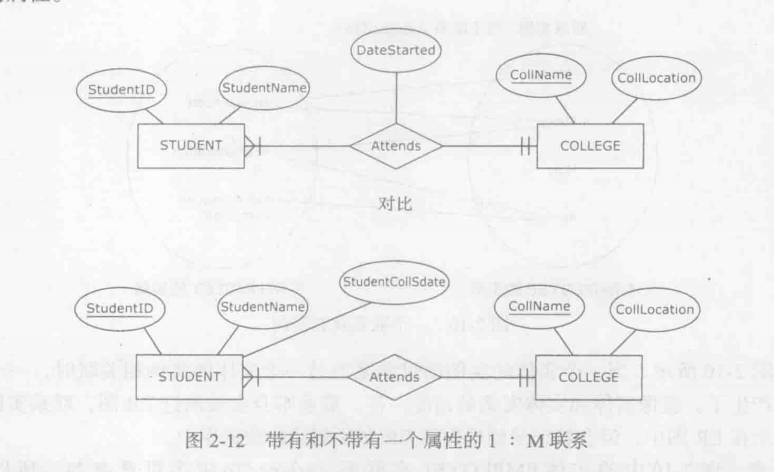 DateStarted
StudentID StudentName CollName CollLocation
STUDENT Attends COLLEGE
对比
StudentCollSdate
StudentID StudentName CollName CollLocation
STUDENT Attends COLLEGE
图 2-12 带有和不带有一个属性的 1：M 联系